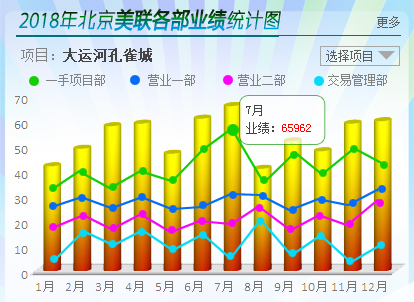 2018年北京美联各部业绩统计图 更多
项目：大运河孔雀城 选择项目
一手项目部 营业一部 营业二部 交易管理部
70
60
50
40
30
20
10
0
7月
业绩：65962
1月 2月 3月 4月 5月 6月 7月 8月 9月 10月 11月 12月